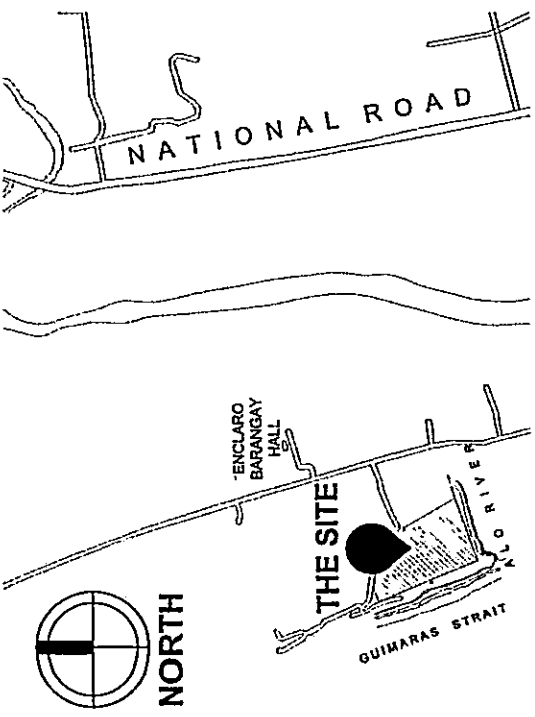 NATIONAL ROAD
ENCLARO
BARANGAY
HALL
THE SITE
ALO RIVER
GUIMARAS STRAIT
NORTH